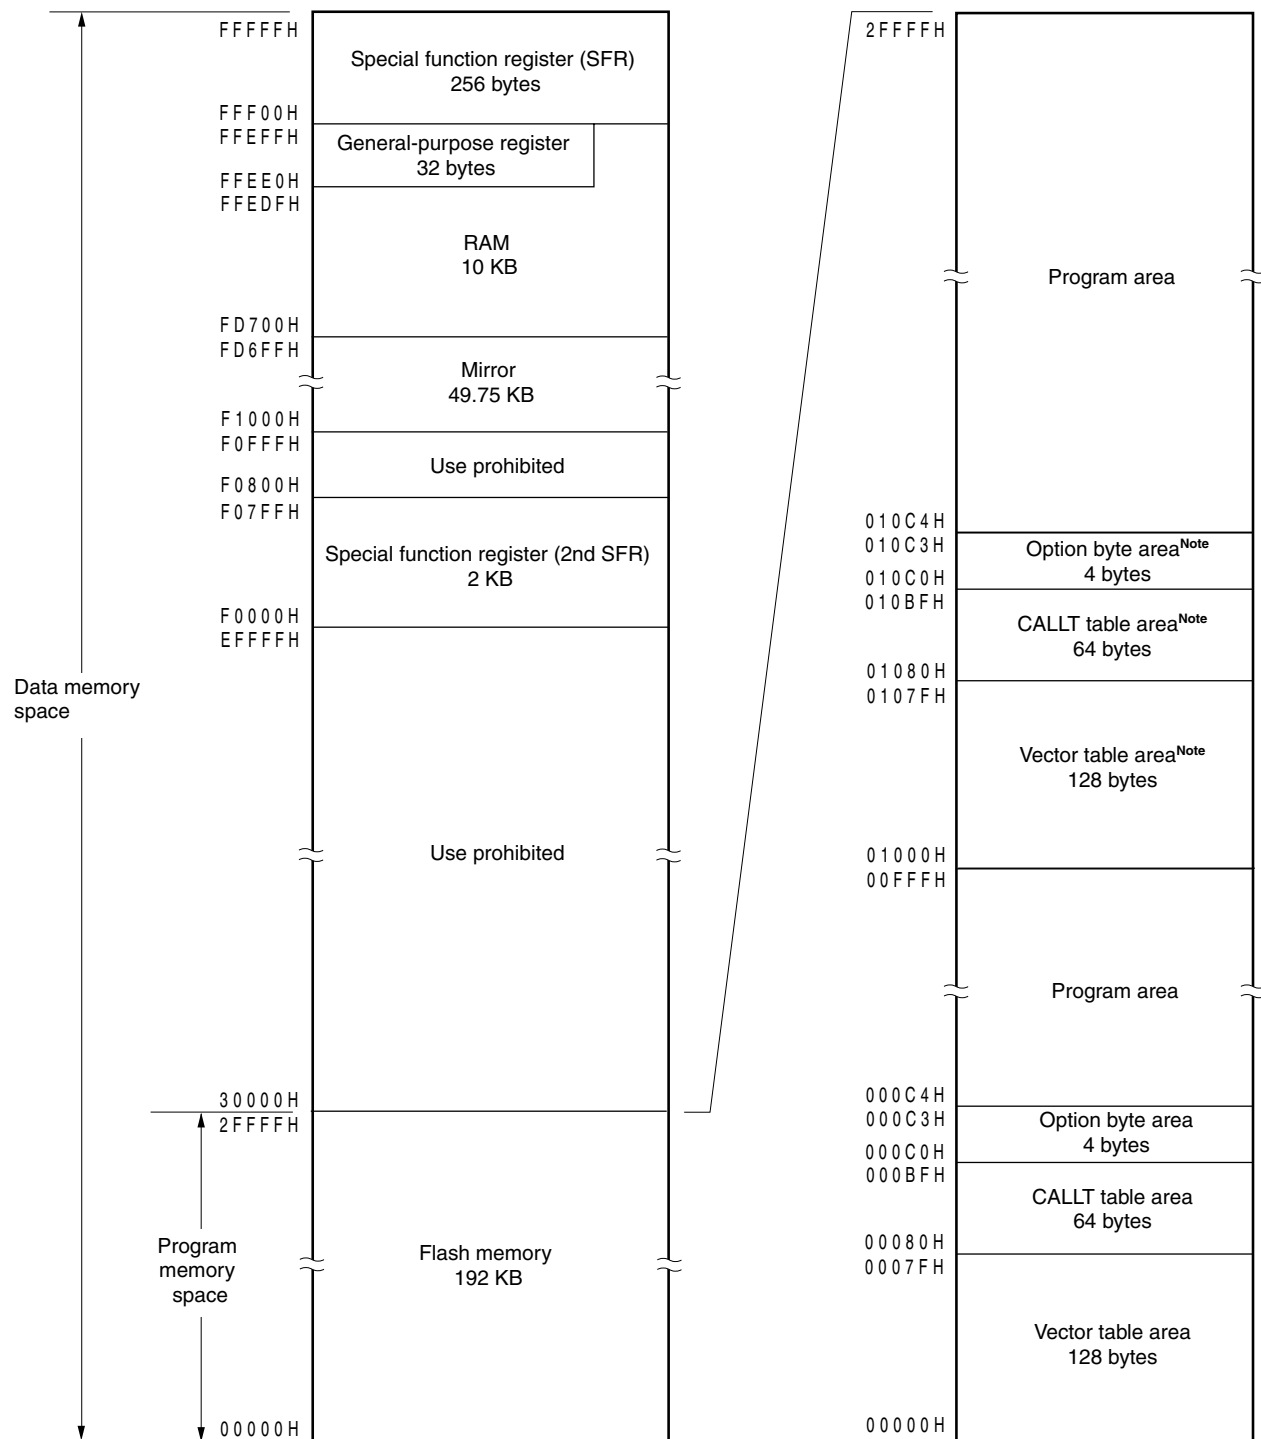 FFFFFH
Special function register (SFR)
256 bytes
FFF00H
FFEFFH
General-purpose register
32 bytes
FFEE0H
FFEDFH
RAM
10 KB
FD700H
FD6FFH
Mirror
49.75 KB
F1000H
F0FFFH
Use prohibited
F0800H
F07FFH
Special function register (2nd SFR)
2 KB
F0000H
EFFFFH
Data memory
space
Use prohibited
30000H
2FFFFH
Program
memory
space
Flash memory
192 KB
00000H
2FFFFH
Program area
010C4H
010C3H
Option byte areaNote
4 bytes
010C0H
010BFH
CALLT table areaNote
64 bytes
01080H
0107FH
Vector table areaNote
128 bytes
01000H
00FFFH
Program area
000C4H
000C3H
Option byte area
4 bytes
000C0H
000BFH
CALLT table area
64 bytes
00080H
0007FH
Vector table area
128 bytes
00000H